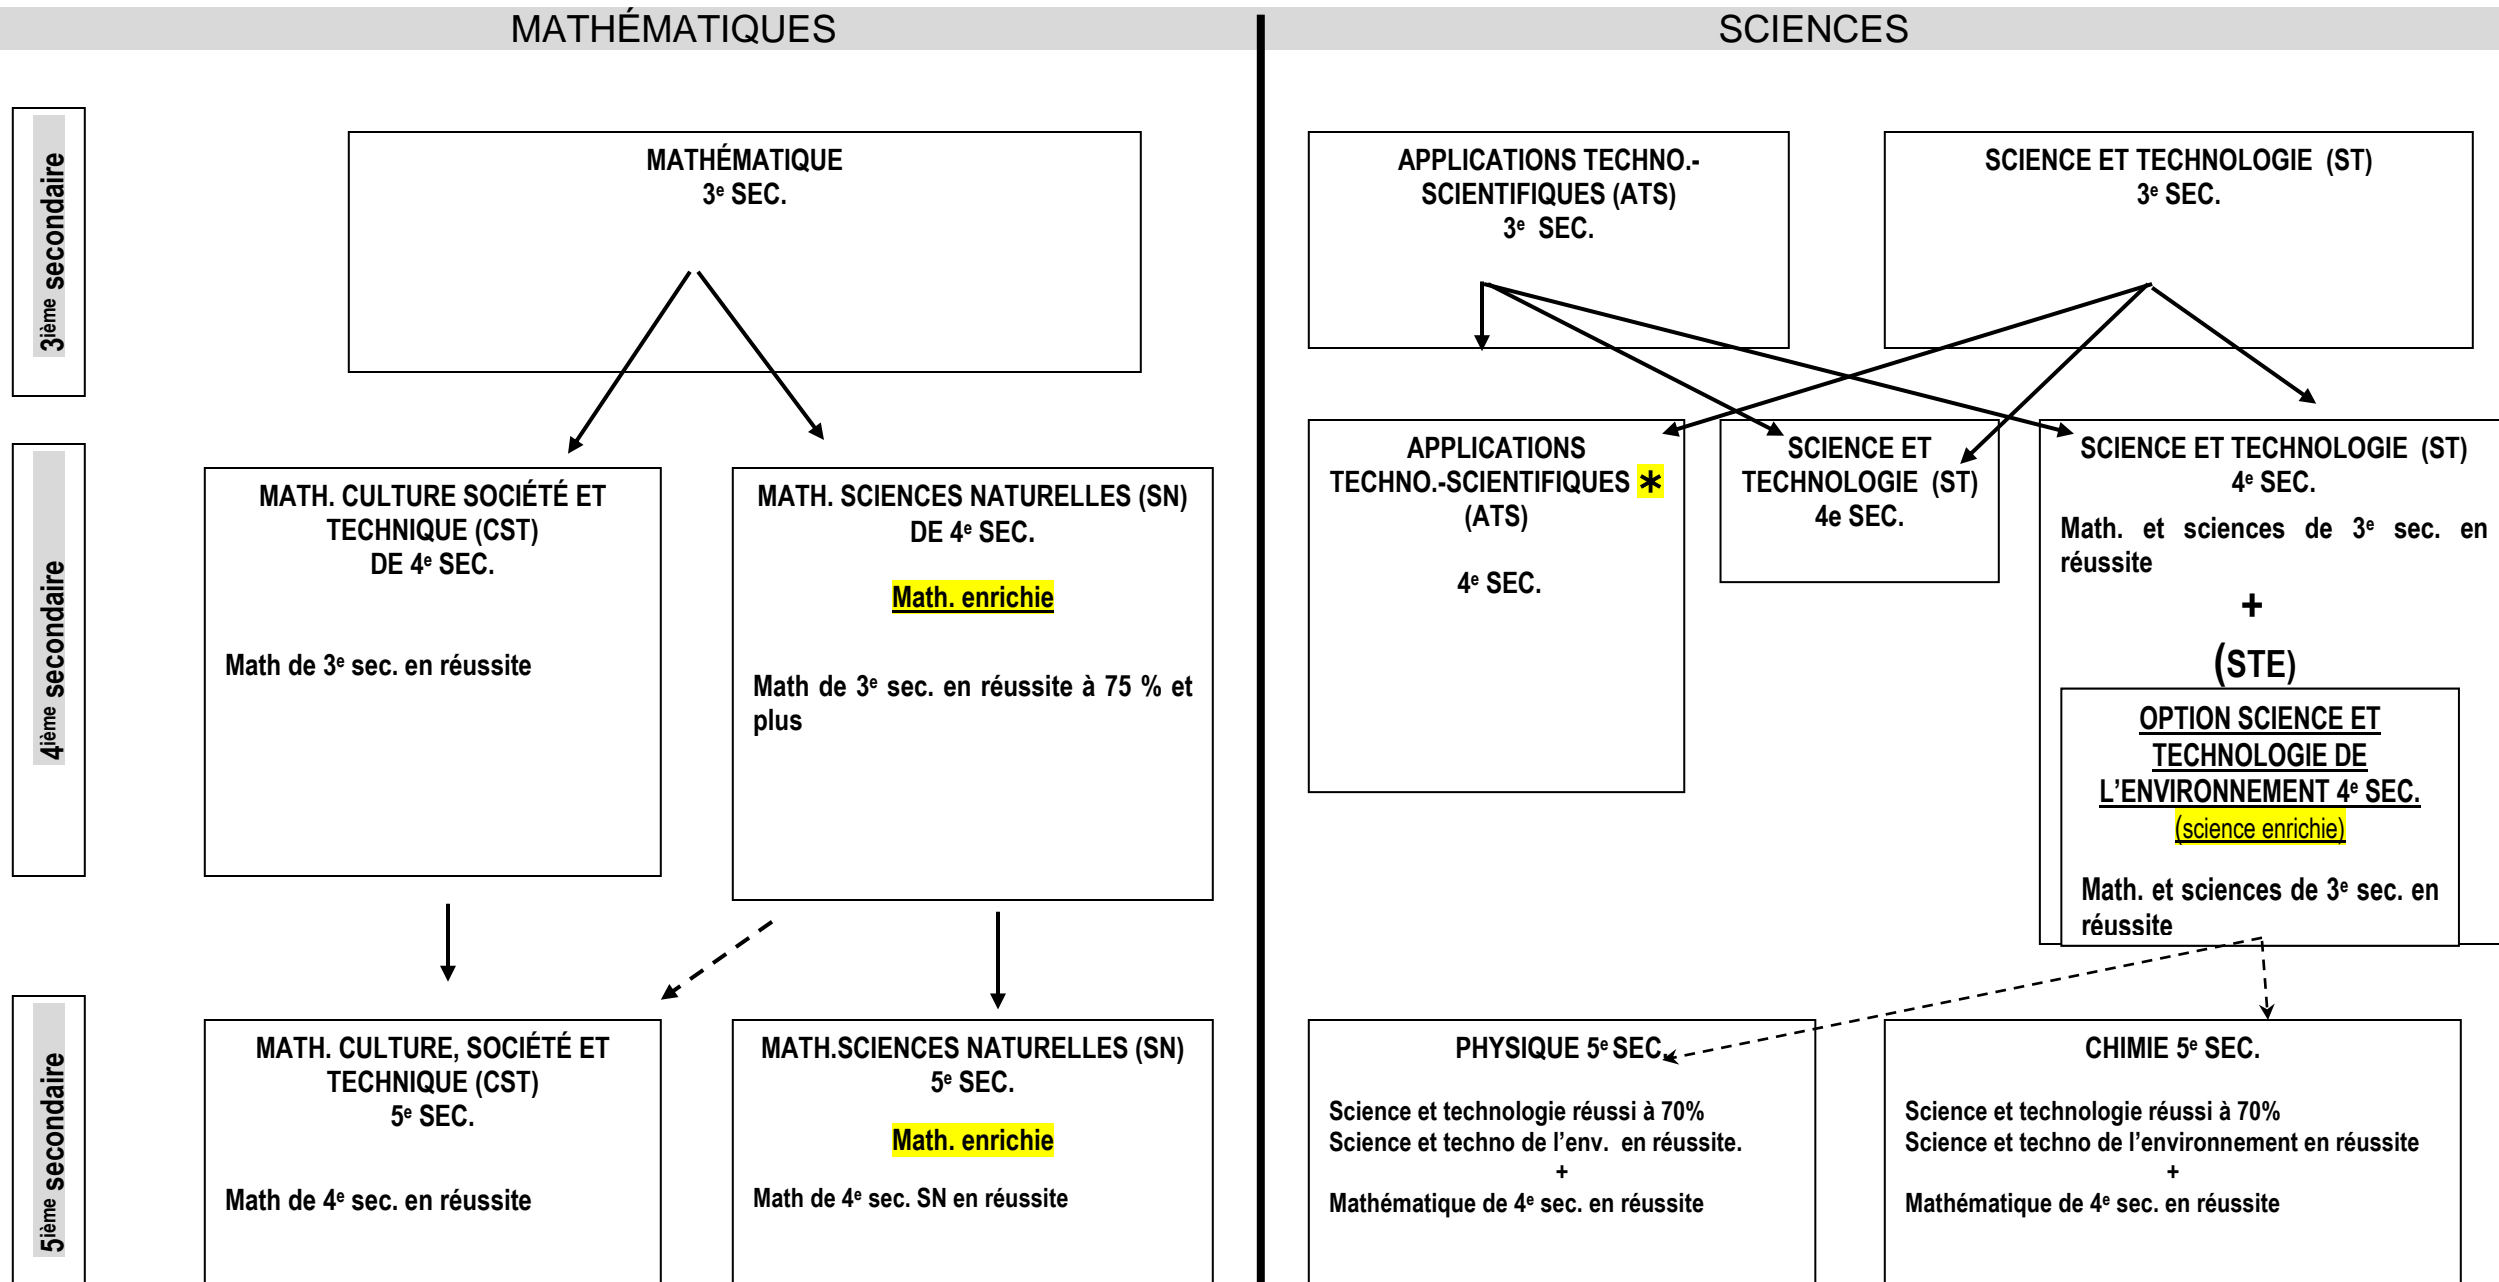 MATHÉMATIQUES
SCIENCES
3ième secondaire
MATHÉMATIQUE
3e SEC.
APPLICATIONS TECHNO.-
SCIENTIFIQUES (ATS)
3e SEC.
SCIENCE ET TECHNOLOGIE (ST)
3e SEC.
4ième secondaire
MATH. CULTURE SOCIÉTÉ ET
TECHNIQUE (CST)
DE 4e SEC.
Math de 3e sec. en réussite
MATH. SCIENCES NATURELLES (SN)
DE 4e SEC.
Math. enrichie
Math de 3e sec. en réussite à 75 % et
plus
APPLICATIONS
TECHNO.-SCIENTIFIQUES *
(ATS)
4e SEC.
SCIENCE ET
TECHNOLOGIE (ST)
4e SEC.
SCIENCE ET TECHNOLOGIE (ST)
4e SEC.
Math. et sciences de 3e sec. en
réussite
+
(STE)
OPTION SCIENCE ET
TECHNOLOGIE DE
L'ENVIRONNEMENT 4e SEC.
(science enrichie)
Math. et sciences de 3e sec. en
réussite
5ième secondaire
MATH. CULTURE, SOCIÉTÉ ET
TECHNIQUE (CST)
5e SEC.
Math de 4e sec. en réussite
MATH.SCIENCES NATURELLES (SN)
5e SEC.
Math. enrichie
Math de 4e sec. SN en réussite
PHYSIQUE 5e SEC.
Science et technologie réussi à 70%
Science et techno de l'env. en réussite.
+
Mathématique de 4e sec. en réussite
CHIMIE 5e SEC.
Science et technologie réussi à 70%
Science et techno de l'environnement en réussite
+
Mathématique de 4e sec. en réussite